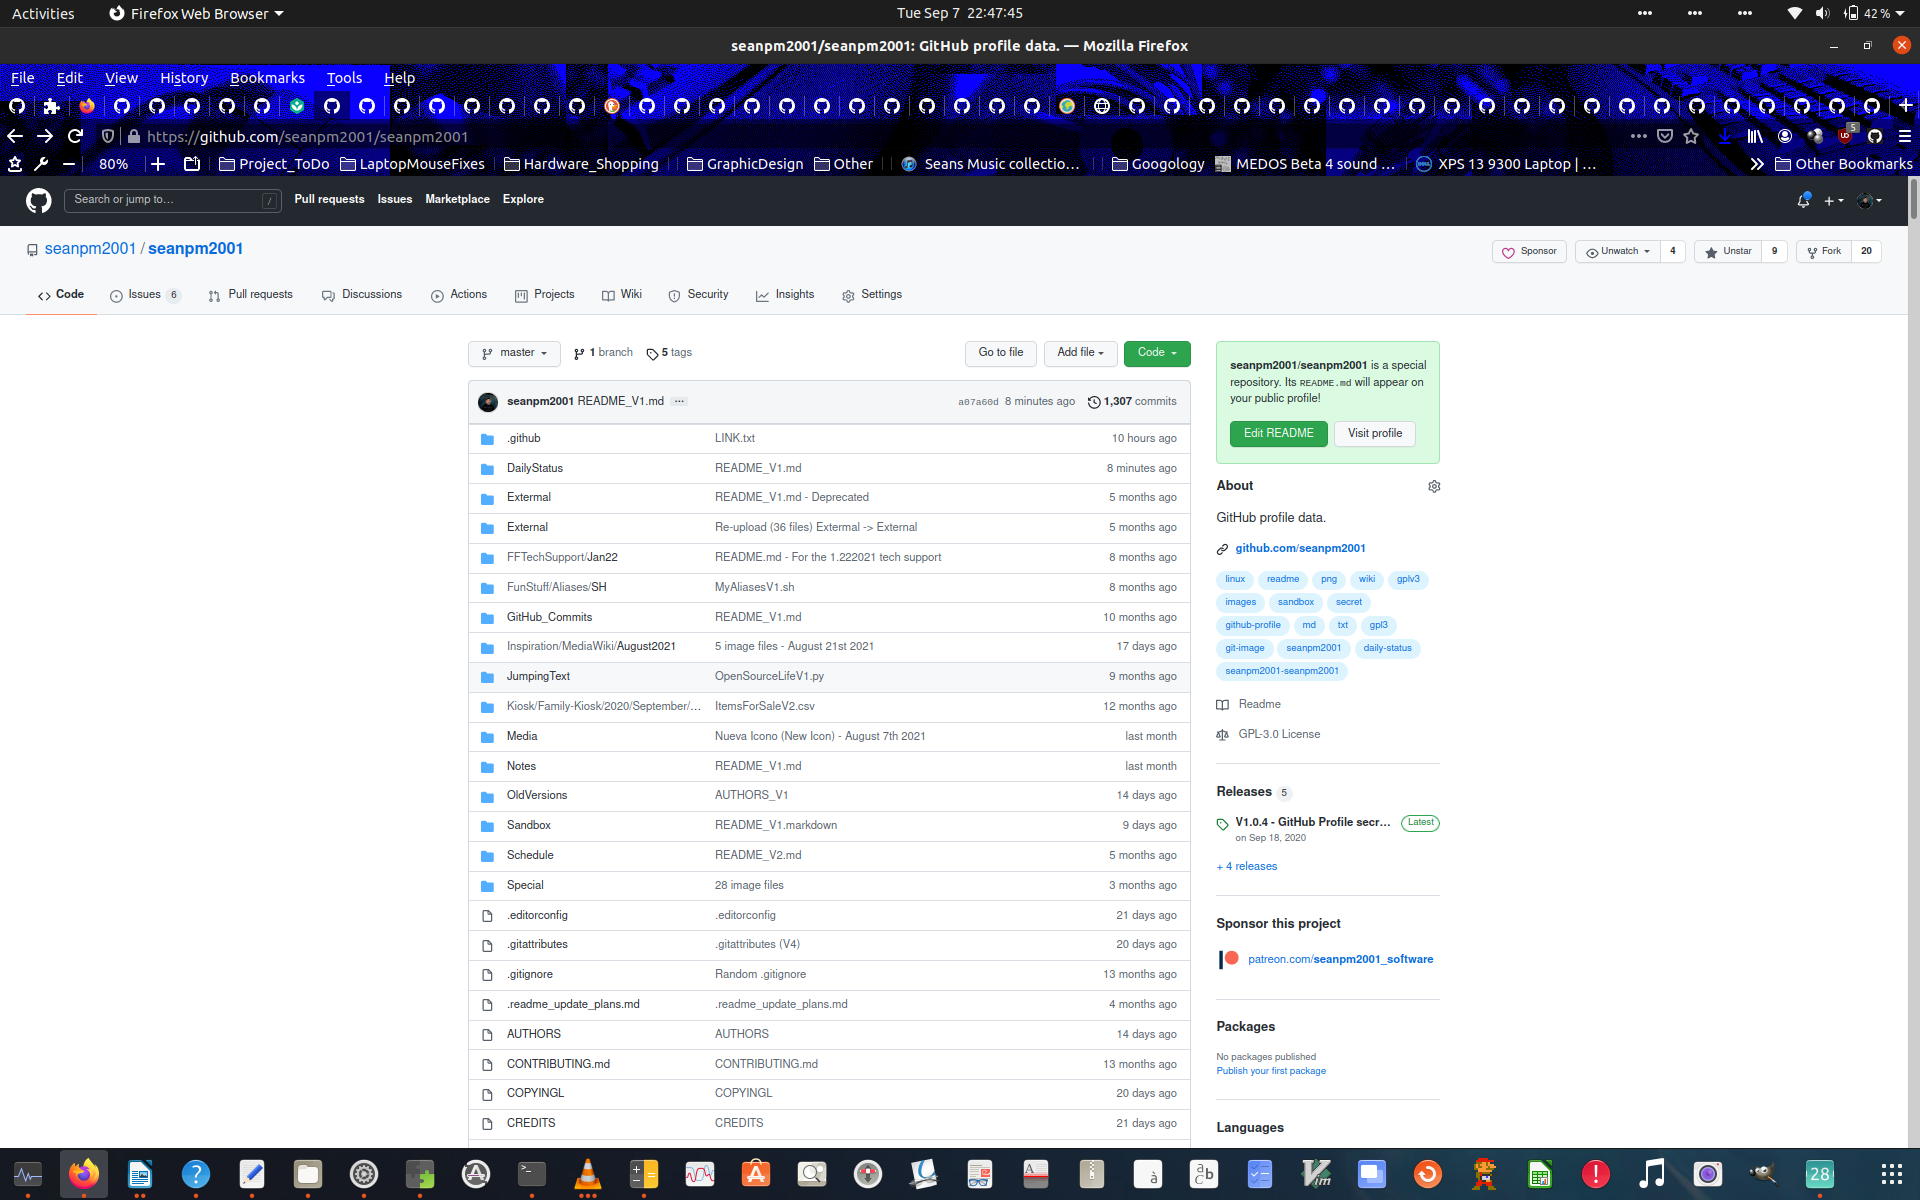 Activities Firefox Web Browser Tue Sep 7 22:47:45 42 %
seanpm2001/seanpm2001: GitHub profile data. — Mozilla Firefox
File Edit View History Bookmarks Tools Help
https://github.com/seanpm2001/seanpm2001 5
80% Project_ToDo LaptopMouseFixes Hardware_Shopping GraphicDesign Other Seans Music collectio… Googology MEDOS Beta 4 sound … XPS 13 9300 Laptop | … Other Bookmarks
Search or jump to… / Pull requests Issues Marketplace Explore
seanpm2001 / seanpm2001 Sponsor Unwatch 4 Unstar 9 Fork 20
Code Issues 6 Pull requests Discussions Actions Projects Wiki Security Insights Settings
master 1 branch 5 tags Go to file Add file Code
seanpm2001 README_V1.md ··· a07a60d 8 minutes ago 1,307 commits
.github LINK.txt 10 hours ago
DailyStatus README_V1.md 8 minutes ago
Extermal README_V1.md - Deprecated 5 months ago
External Re-upload (36 files) Extermal -> External 5 months ago
FFTechSupport/Jan22 README.md - For the 1.222021 tech support 8 months ago
FunStuff/Aliases/SH MyAliasesV1.sh 8 months ago
GitHub_Commits README_V1.md 10 months ago
Inspiration/MediaWiki/August2021 5 image files - August 21st 2021 17 days ago
JumpingText OpenSourceLifeV1.py 9 months ago
Kiosk/Family-Kiosk/2020/September/… ItemsForSaleV2.csv 12 months ago
Media Nueva Icono (New Icon) - August 7th 2021 last month
Notes README_V1.md last month
OldVersions AUTHORS_V1 14 days ago
Sandbox README_V1.markdown 9 days ago
Schedule README_V2.md 5 months ago
Special 28 image files 3 months ago
.editorconfig .editorconfig 21 days ago
.gitattributes .gitattributes (V4) 20 days ago
.gitignore Random .gitignore 13 months ago
.readme_update_plans.md .readme_update_plans.md 4 months ago
AUTHORS AUTHORS 14 days ago
CONTRIBUTING.md CONTRIBUTING.md 13 months ago
COPYINGL COPYINGL 20 days ago
CREDITS CREDITS 21 days ago
seanpm2001/seanpm2001 is a special
repository. Its README.md will appear on
your public profile!
Edit README Visit profile
About
GitHub profile data.
github.com/seanpm2001
linux readme png wiki gplv3
images sandbox secret
github-profile md txt gpl3
git-image seanpm2001 daily-status
seanpm2001-seanpm2001
Readme
GPL-3.0 License
Releases 5
V1.0.4 - GitHub Profile secr… Latest
on Sep 18, 2020
+ 4 releases
Sponsor this project
patreon.com/seanpm2001_software
Packages
No packages published
Publish your first package
Languages
28